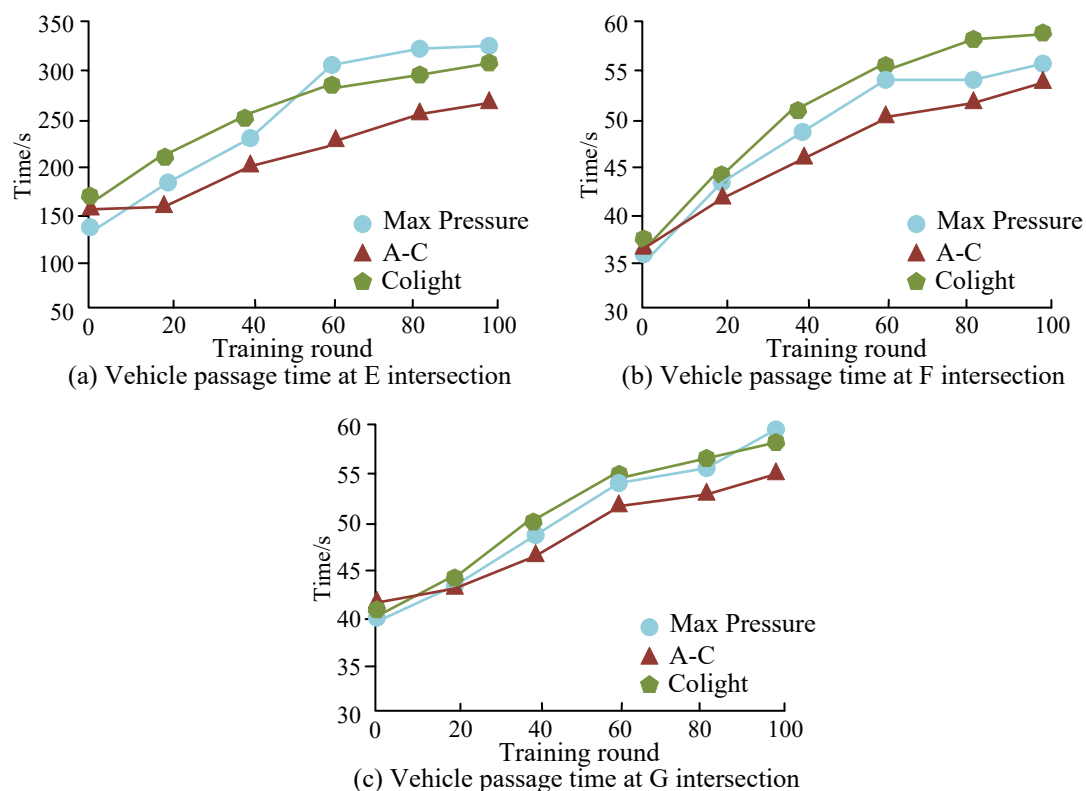 350
300
250
200
150
100
50
Time/s
Max Pressure
A-C
Colight
0 20 40 60 80 100
Training round
(a) Vehicle passage time at E intersection
60
55
50
45
40
35
30
Time/s
Max Pressure
A-C
Colight
0 20 40 60 80 100
Training round
(b) Vehicle passage time at F intersection
60
55
50
45
40
35
30
Time/s
Max Pressure
A-C
Colight
0 20 40 60 80 100
Training round
(c) Vehicle passage time at G intersection